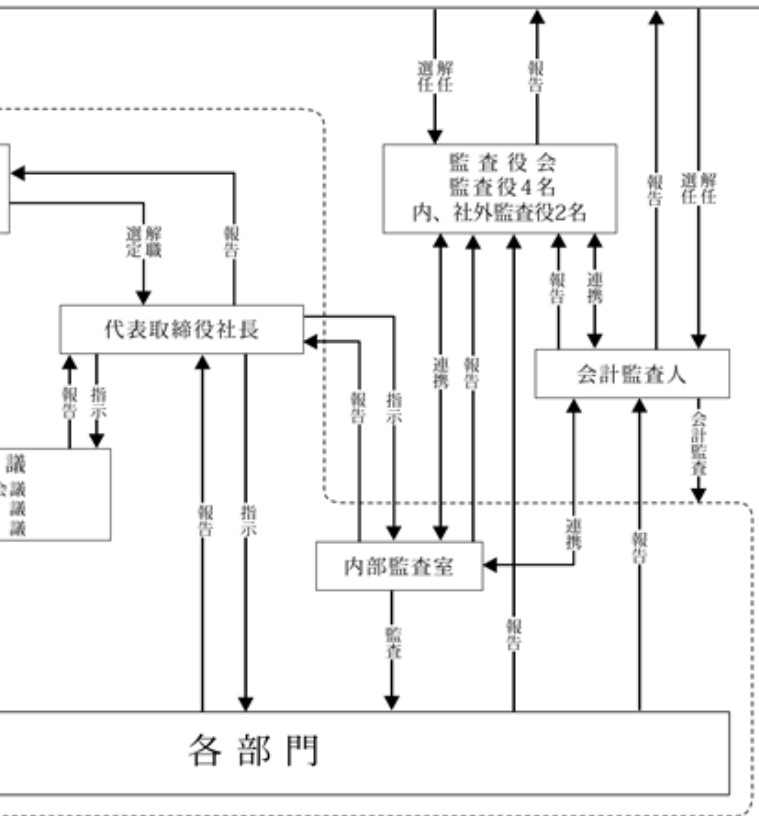 選任
解任
報告
監査役会
監査役4名
内、社外監査役2名
報告
選任
解任
選定
解職
報告
報告
連携
代表取締役社長
会計監査人
報告
指示
報告
指示
連携
報告
会計監査
議
会議
議
議
報告
指示
連携
報告
内部監査室
監査
報告
各部門